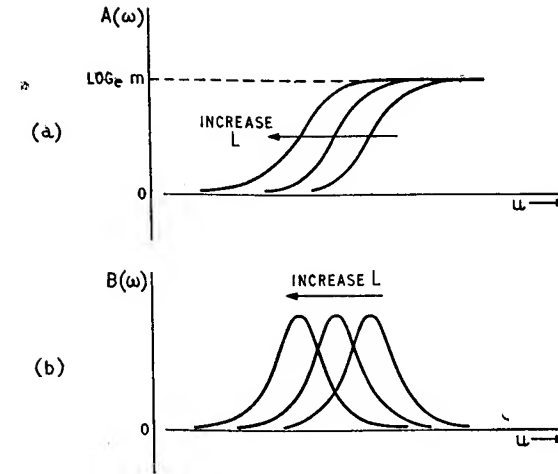 A(ω)
LOGe m
(a)
INCREASE
L
0
u
B(ω)
INCREASE L
(b)
0
u